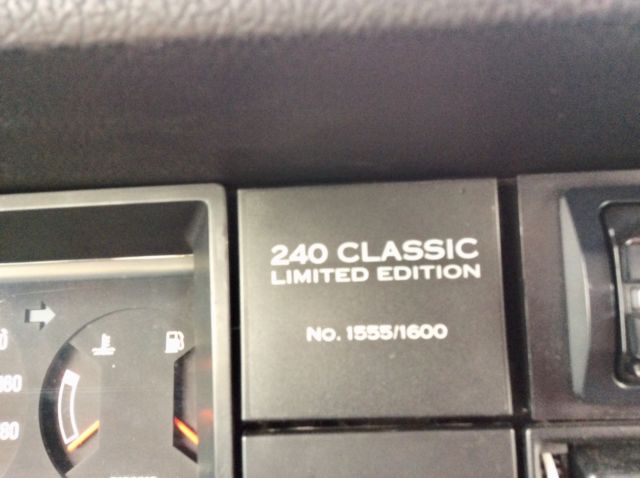 240 CLASSIC
LIMITED EDITION
No. 1555/1600